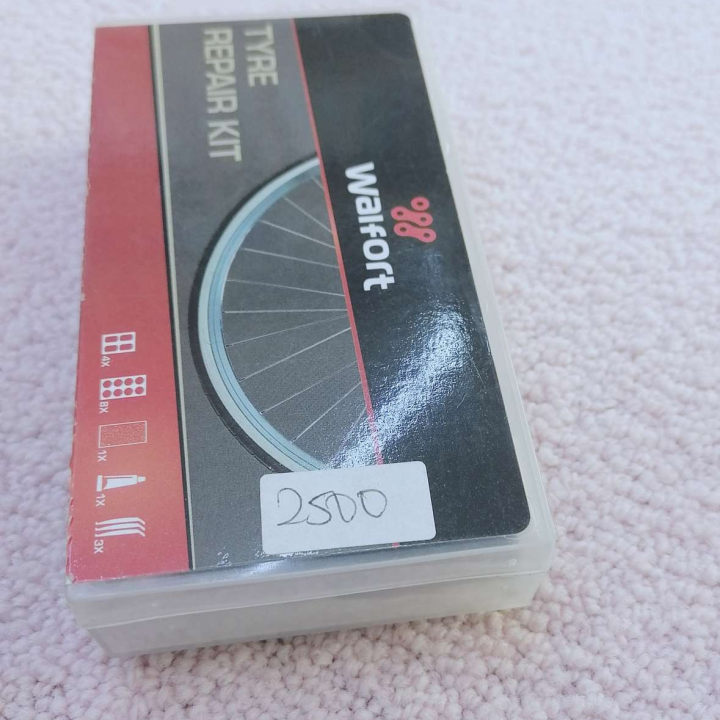 TYRE
REPAIR KIT
walfort
4X
8X
1X
1X
3X
2500